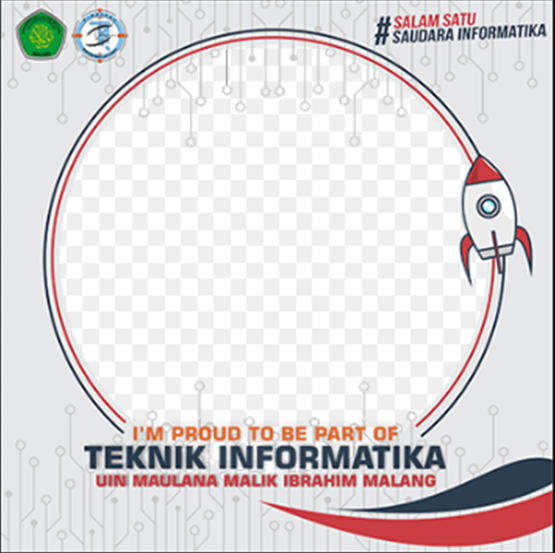 #SALAM SATU
SAUDARA INFORMATIKA
I'M PROUD TO BE PART OF
TEKNIK INFORMATIKA
UIN MAULANA MALIK IBRAHIM MALANG